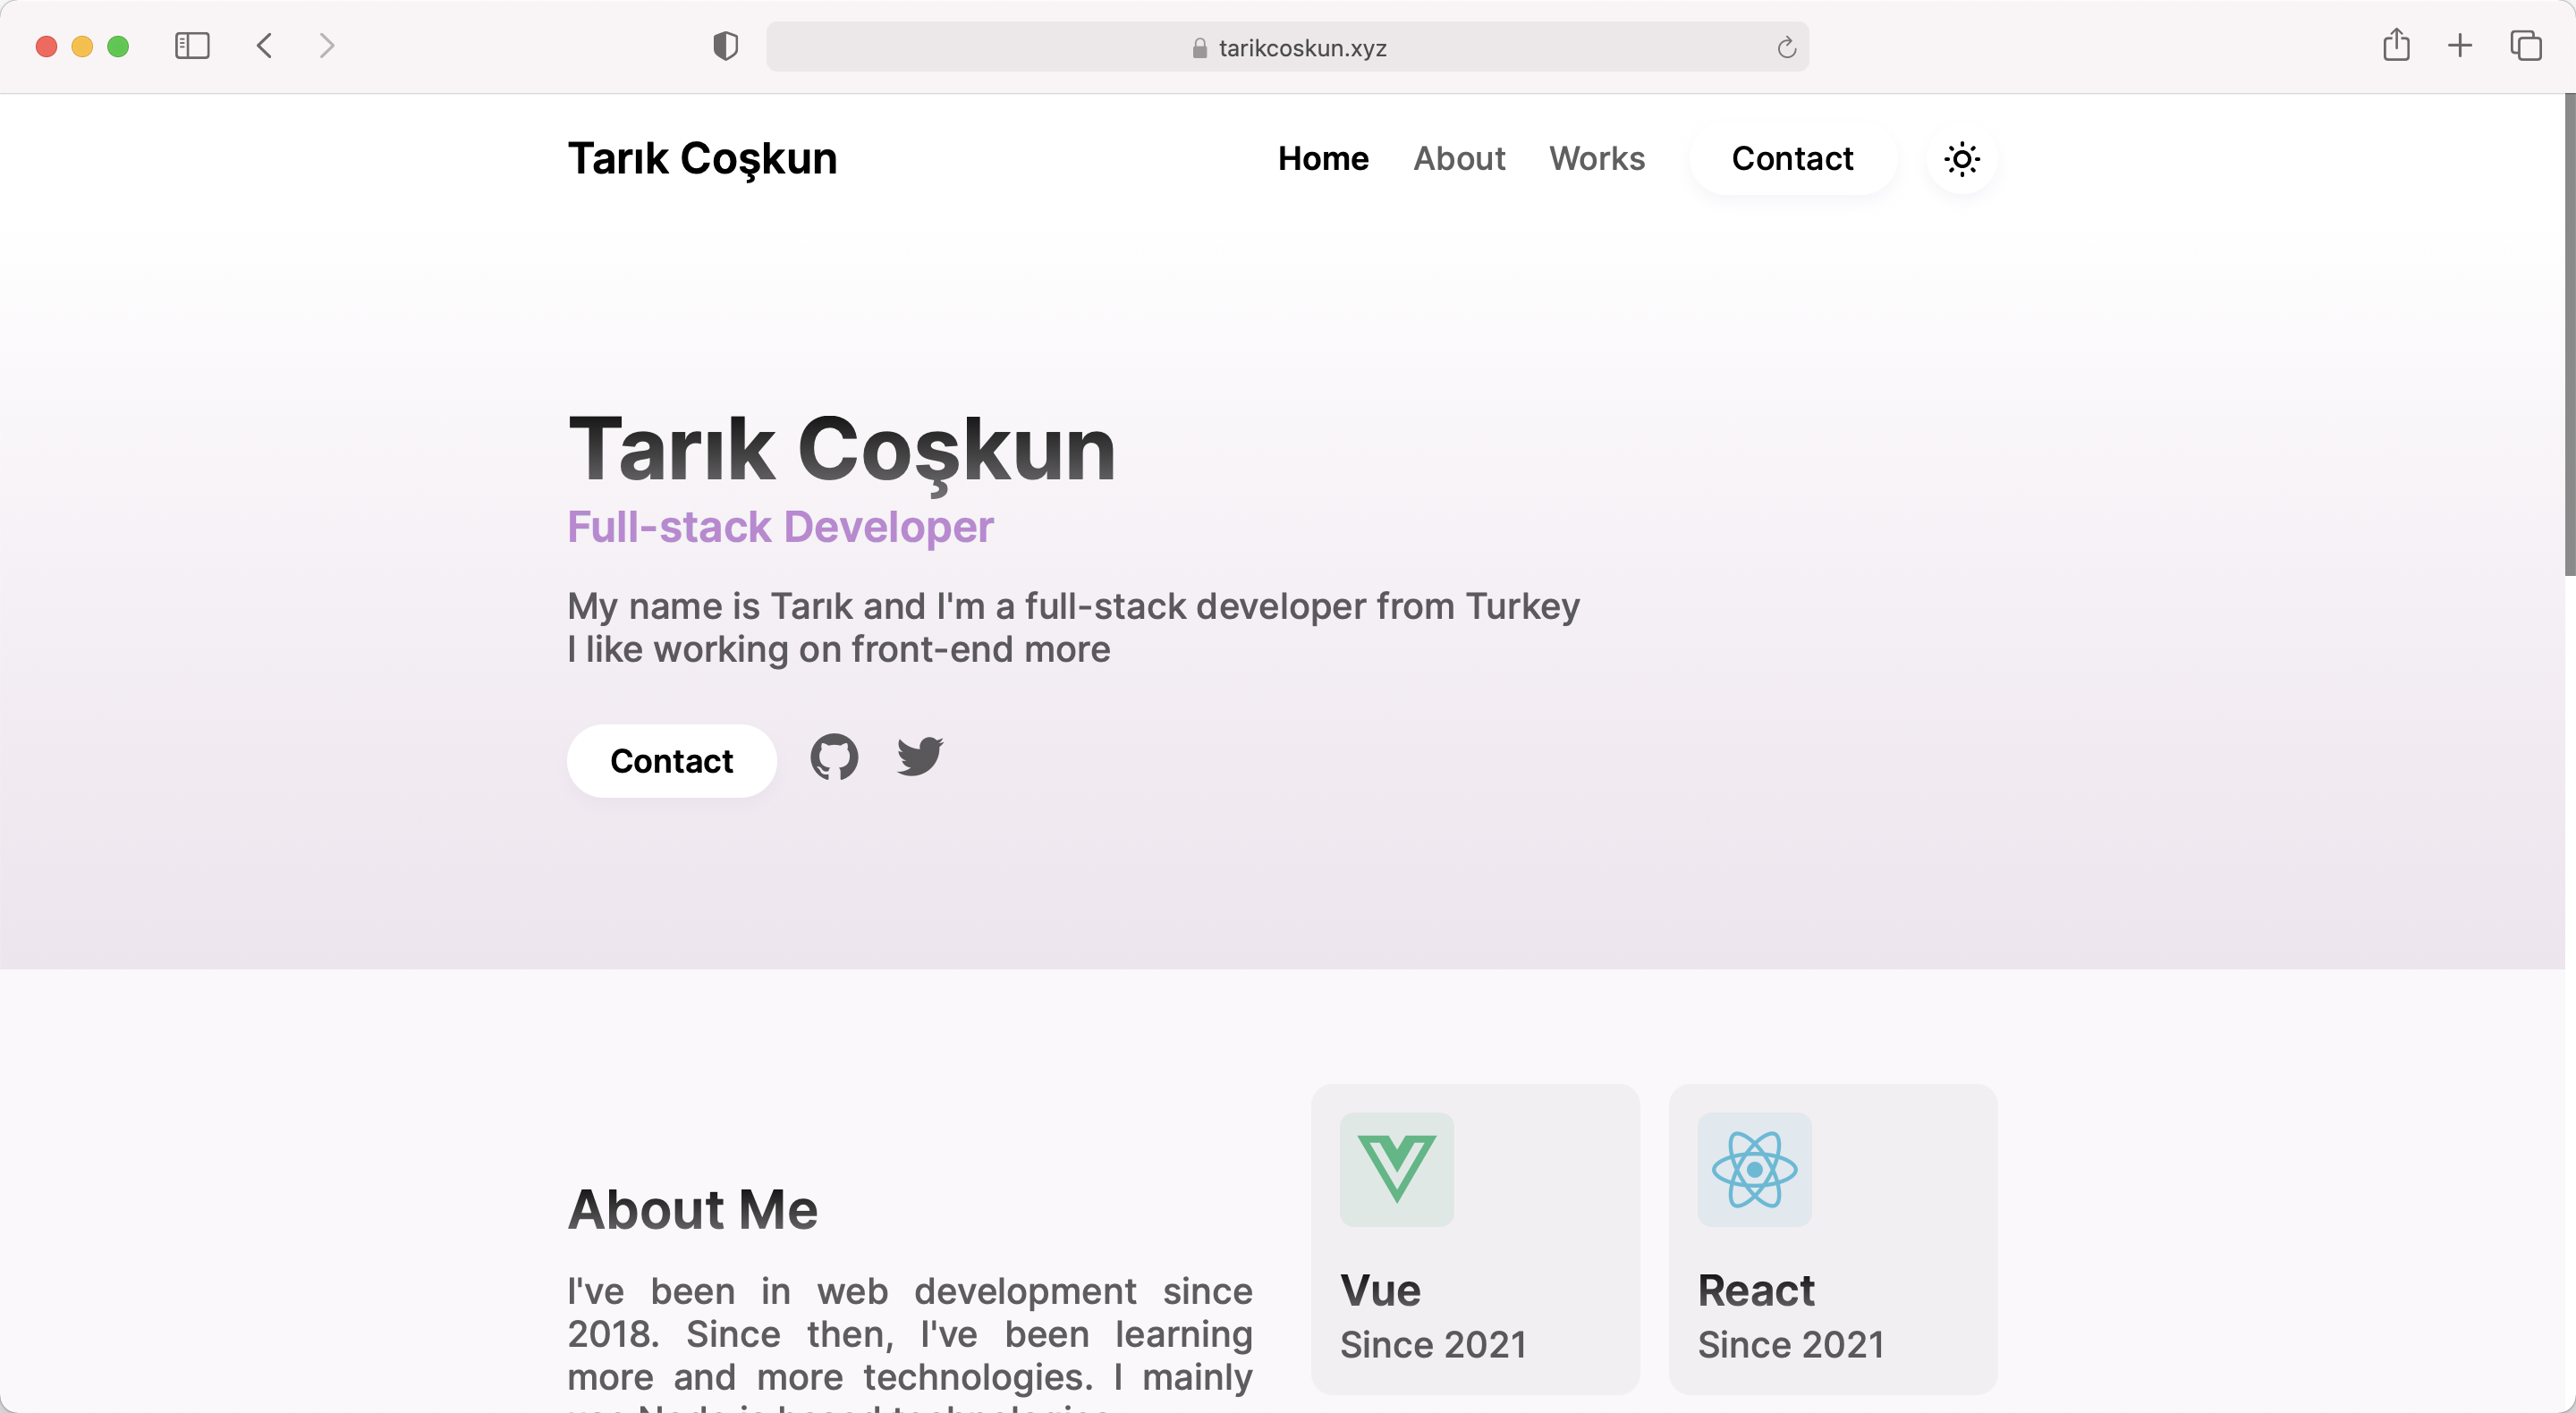 tarikcoskun.xyz
Tarık Coşkun
Home About Works Contact
Tarık Coşkun
Full-stack Developer
My name is Tarık and I'm a full-stack developer from Turkey
I like working on front-end more
Contact
About Me
I've been in web development since
2018. Since then, I've been learning
more and more technologies. I mainly
Vue
Since 2021
React
Since 2021